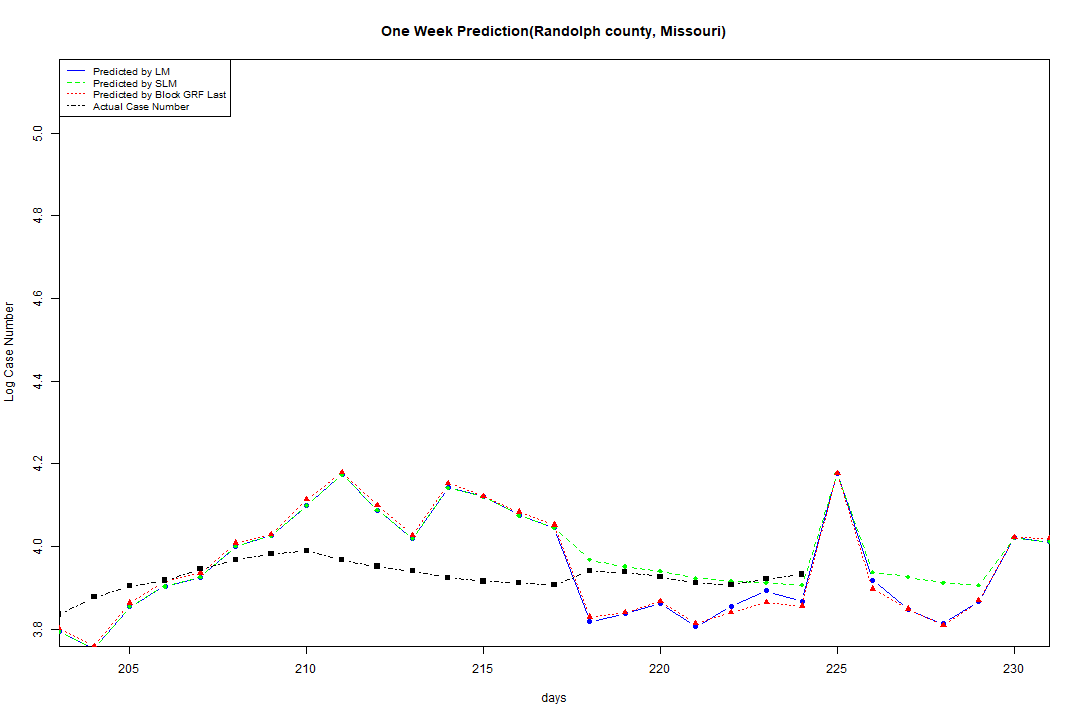 One Week Prediction(Randolph county, Missouri)
Predicted by LM
Predicted by SLM
Predicted by Block GRF Last
Actual Case Number
Log Case Number
5.0
4.8
4.6
4.4
4.2
4.0
3.8
205 210 215 220 225 230
days